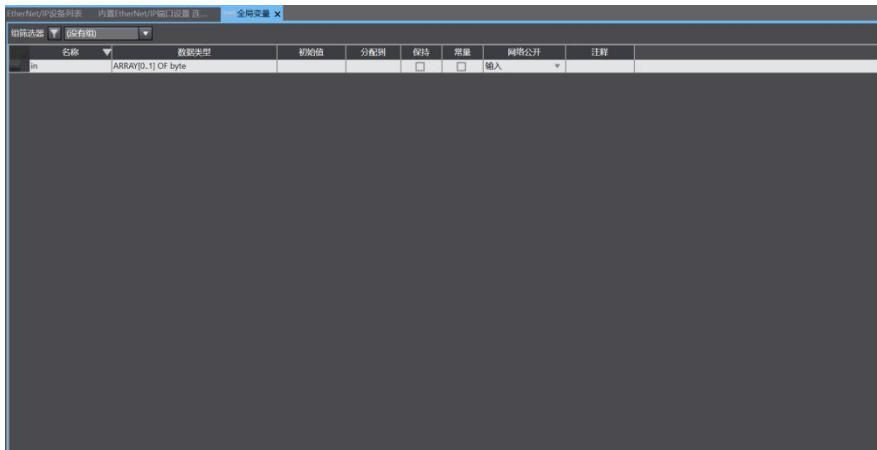 EtherNet/IP设备列表 内置EtherNet/IP端口设置 连... 全局变量 x
组筛选器 (没有组)
名称 数据类型 初始值 分配到 保持 常量 网络公开 注释
in ARRAY[0..1] OF byte 输入